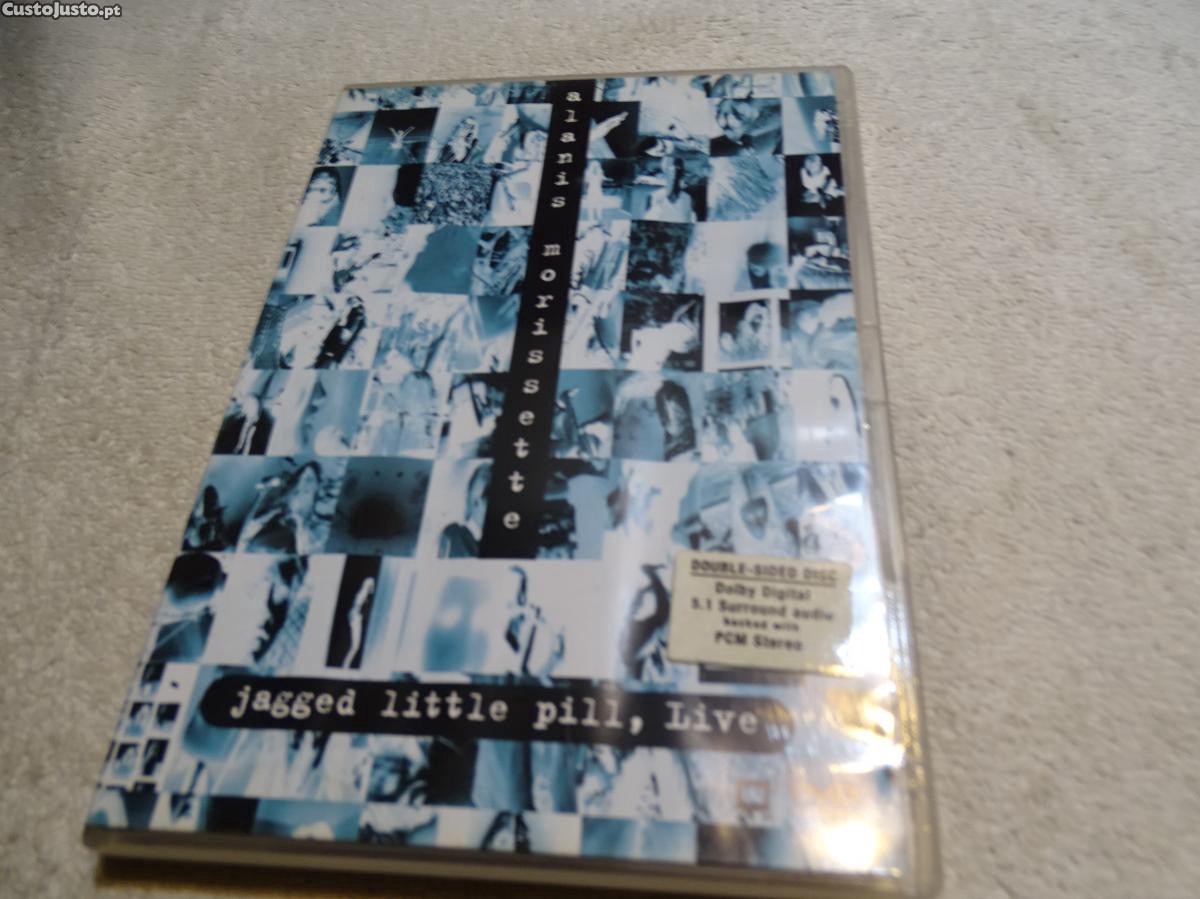 CustoJusto.pt
alanis morissette
DOUBLE-SIDED DISC
Dolby Digital
5.1 Surround audio
backed with
PCM Stereo
jagged little pill, Live